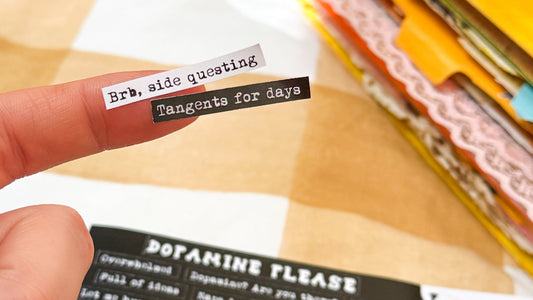 Brb, side questing
Tangents for days
DOPAMINE PLEASE
Overwhelmed
Dopamine? Are you there?
Full of ideas